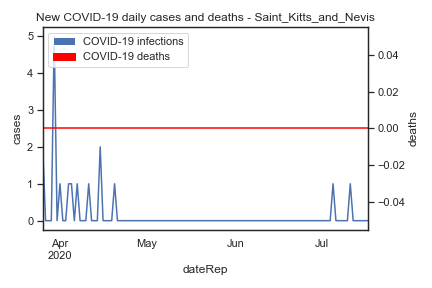 New COVID-19 daily cases and deaths - Saint_Kitts_and_Nevis
COVID-19 infections
COVID-19 deaths
cases
5
4
3
2
1
0
deaths
0.04
0.02
0.00
−0.02
−0.04
Apr
2020
May
Jun
Jul
dateRep